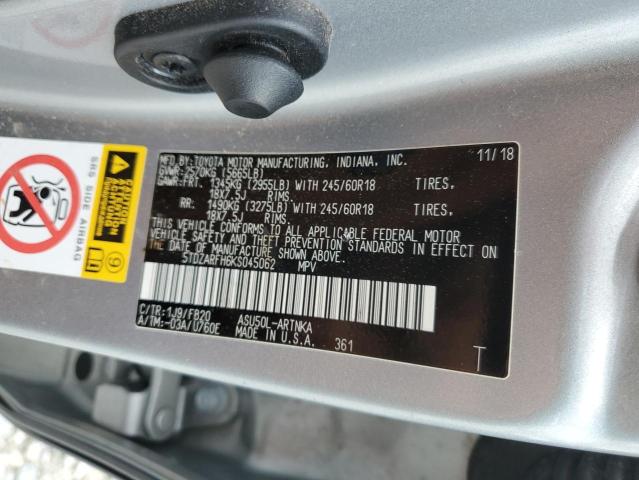 MFD.BY:TOYOTA MOTOR MANUFACTURING, INDIANA, INC. 11/18
GVWR:2570KG (5665LB)
GAWR:FRT. 1345KG (2955LB) WITH 245/60R18 TIRES,
18X7.5J RIMS.
RR: 1490KG (3275LB) WITH 245/60R18 TIRES,
18X7.5J RIMS.
THIS VEHICLE CONFORMS TO ALL APPLICABLE FEDERAL MOTOR
VEHICLE SAFETY AND THEFT PREVENTION STANDARDS IN EFFECT ON
THE DATE OF MANUFACTURE SHOWN ABOVE.
5TDZARFH6KS045062 MPV
C/TR:1J9/FB20 ASU50L-ARTNKA
A/TM:-03A/U760E MADE IN U.S.A. 361
T
SRS SIDE AIRBAG
CAUTION
9